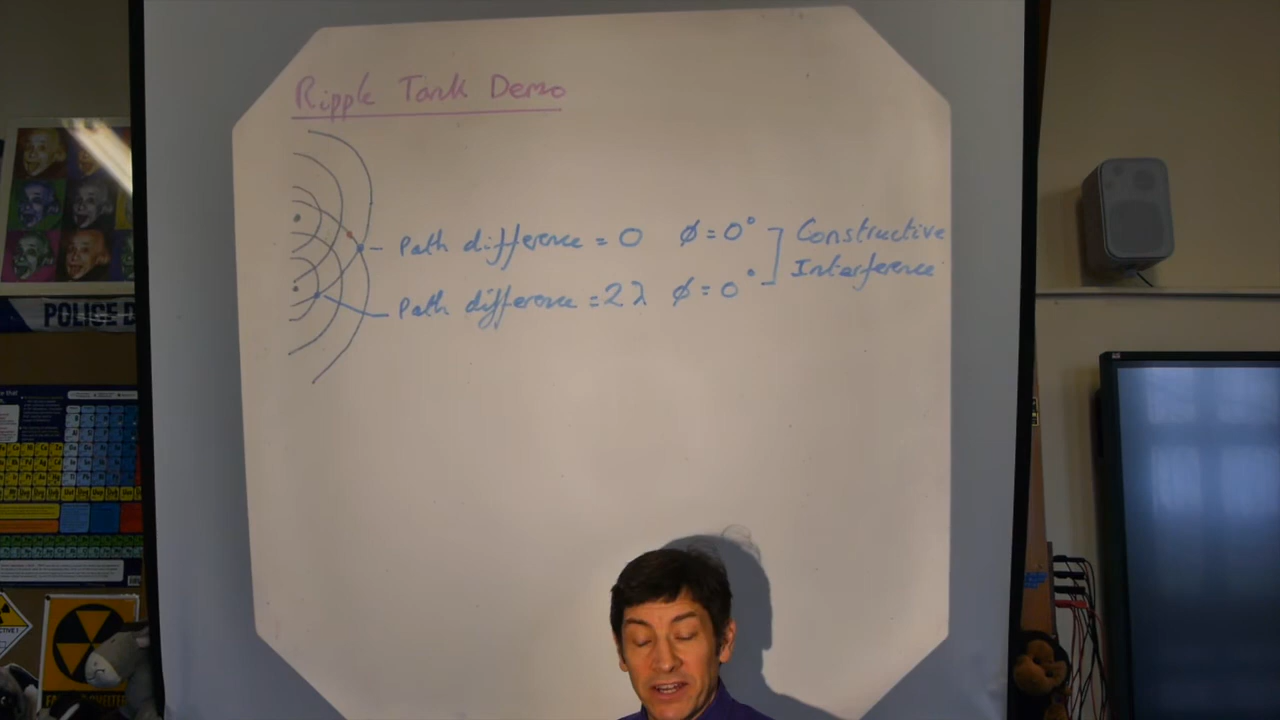 Ripple Tank Demo
Path difference = 0 ϕ = 0° Constructive
Interference
Path difference = 2λ ϕ = 0°
POLICE D